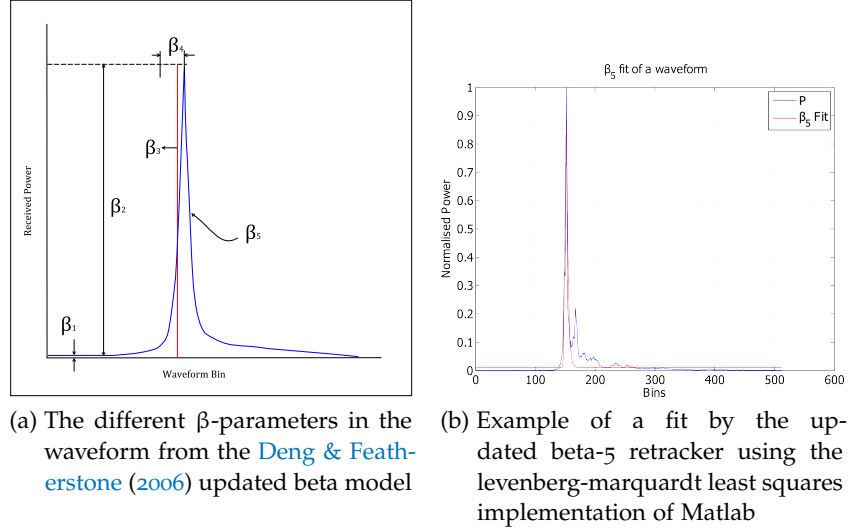 β4
β3
β2
β5
β1
Received Power
Waveform Bin
(a) The different β-parameters in the
waveform from the Deng & Feath-
erstone (2006) updated beta model
β5 fit of a waveform
P
β5 Fit
1
0.9
0.8
0.7
0.6
0.5
0.4
0.3
0.2
0.1
0
Normalised Power
0 100 200 300 400 500 600
Bins
(b) Example of a fit by the up-
dated beta-5 retracker using the
levenberg-marquardt least squares
implementation of Matlab